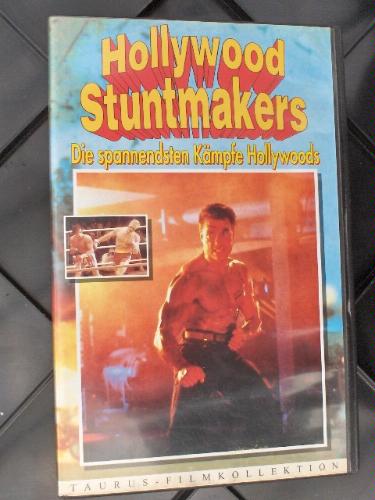 Hollywood
Stuntmakers
Die spannendsten Kämpfe Hollywoods
TAURUS-FILMKOLLEKTION